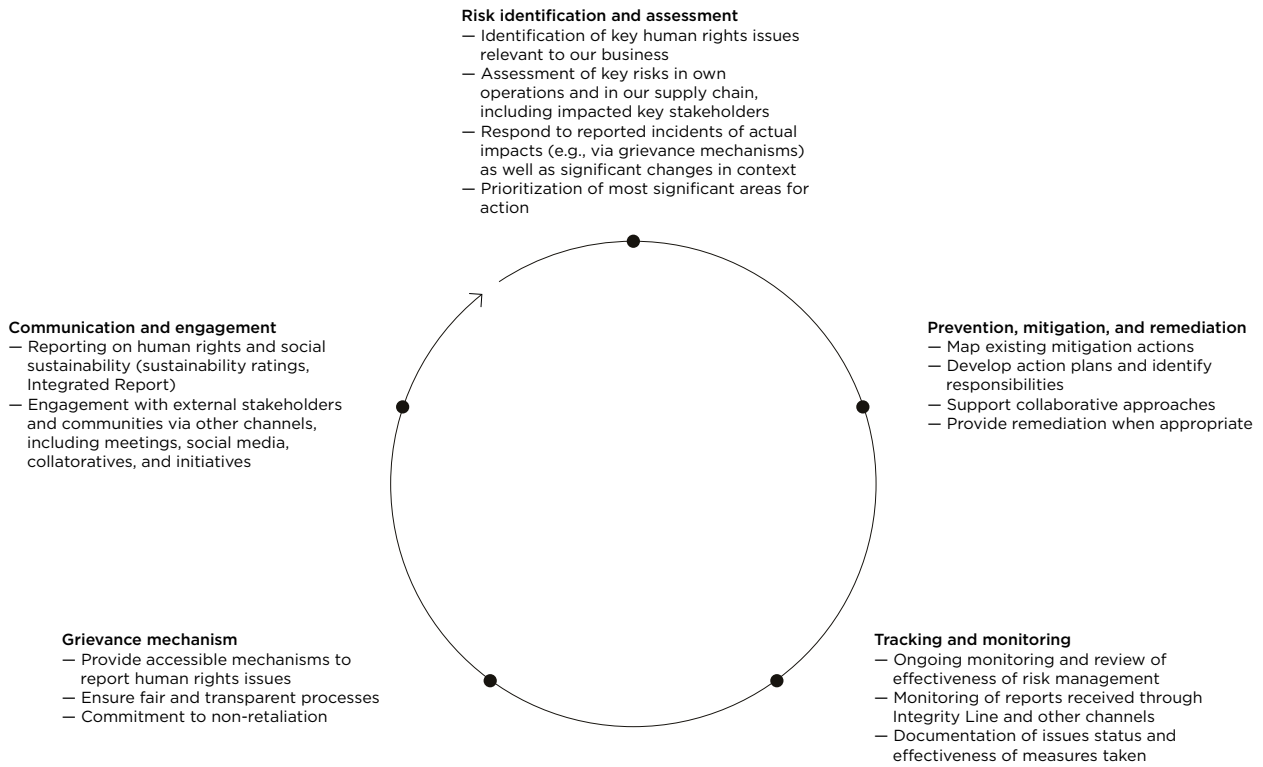 Risk identification and assessment
— Identification of key human rights issues
relevant to our business
— Assessment of key risks in own
operations and in our supply chain,
including impacted key stakeholders
— Respond to reported incidents of actual
impacts (e.g., via grievance mechanisms)
as well as significant changes in context
— Prioritization of most significant areas for
action
Prevention, mitigation, and remediation
— Map existing mitigation actions
— Develop action plans and identify
responsibilities
— Support collaborative approaches
— Provide remediation when appropriate
Tracking and monitoring
— Ongoing monitoring and review of
effectiveness of risk management
— Monitoring of reports received through
Integrity Line and other channels
— Documentation of issues status and
effectiveness of measures taken
Grievance mechanism
— Provide accessible mechanisms to
report human rights issues
— Ensure fair and transparent processes
— Commitment to non-retaliation
Communication and engagement
— Reporting on human rights and social
sustainability (sustainability ratings,
Integrated Report)
— Engagement with external stakeholders
and communities via other channels,
including meetings, social media,
collatoratives, and initiatives